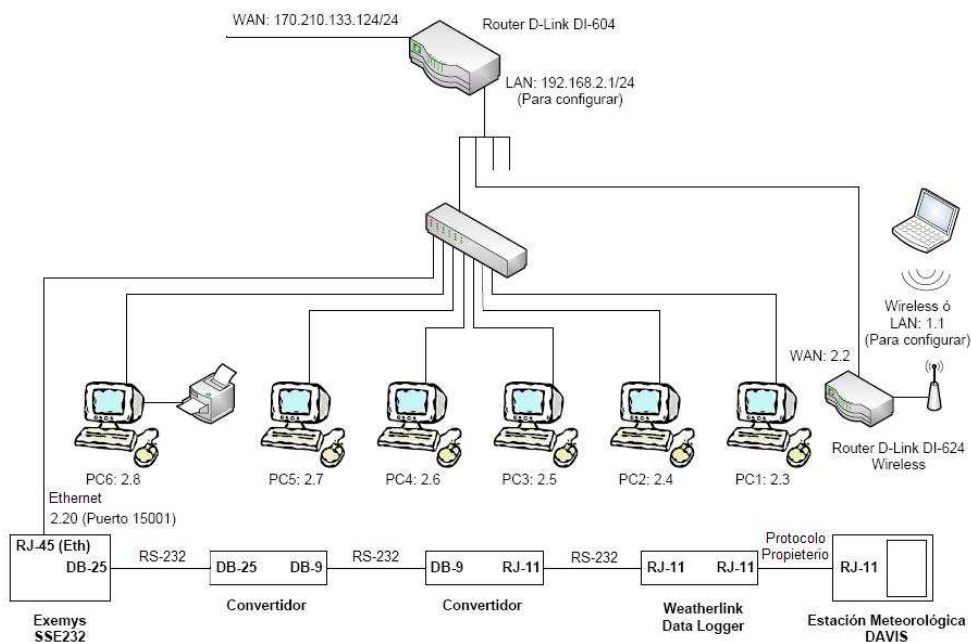 WAN: 170.210.133.124/24
Router D-Link DI-604
LAN: 192.168.2.1/24
(Para configurar)
Wireless ó
LAN: 1.1
(Para configurar)
WAN: 2.2
Router D-Link DI-624
Wireless
PC6: 2.8
PC5: 2.7
PC4: 2.6
PC3: 2.5
PC2: 2.4
PC1: 2.3
Ethernet
2.20 (Puerto 15001)
RJ-45 (Eth)
DB-25
RS-232
DB-25
DB-9
RS-232
DB-9
RJ-11
RS-232
RJ-11
RJ-11
Protocolo
Propieterio
RJ-11
Exemys
SSE232
Convertidor
Convertidor
Weatherlink
Data Logger
Estación Meteorológica
DAVIS